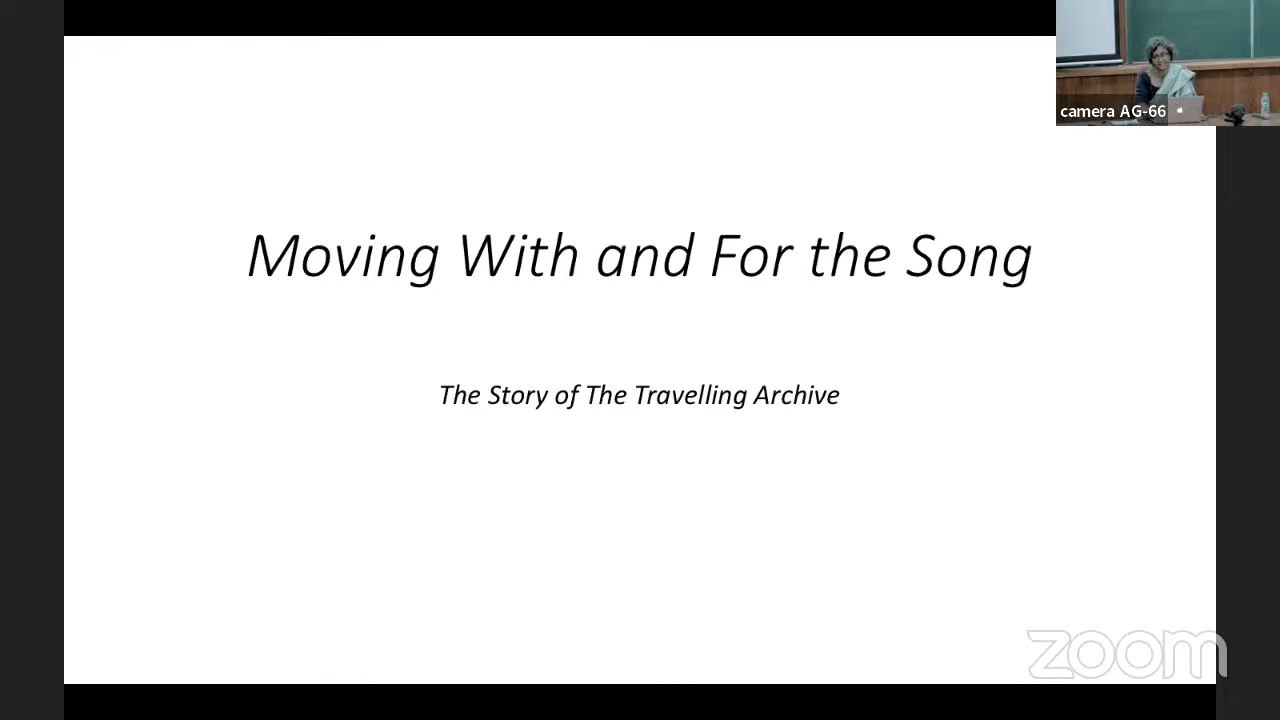 camera AG-66
Moving With and For the Song
The Story of The Travelling Archive
zoom